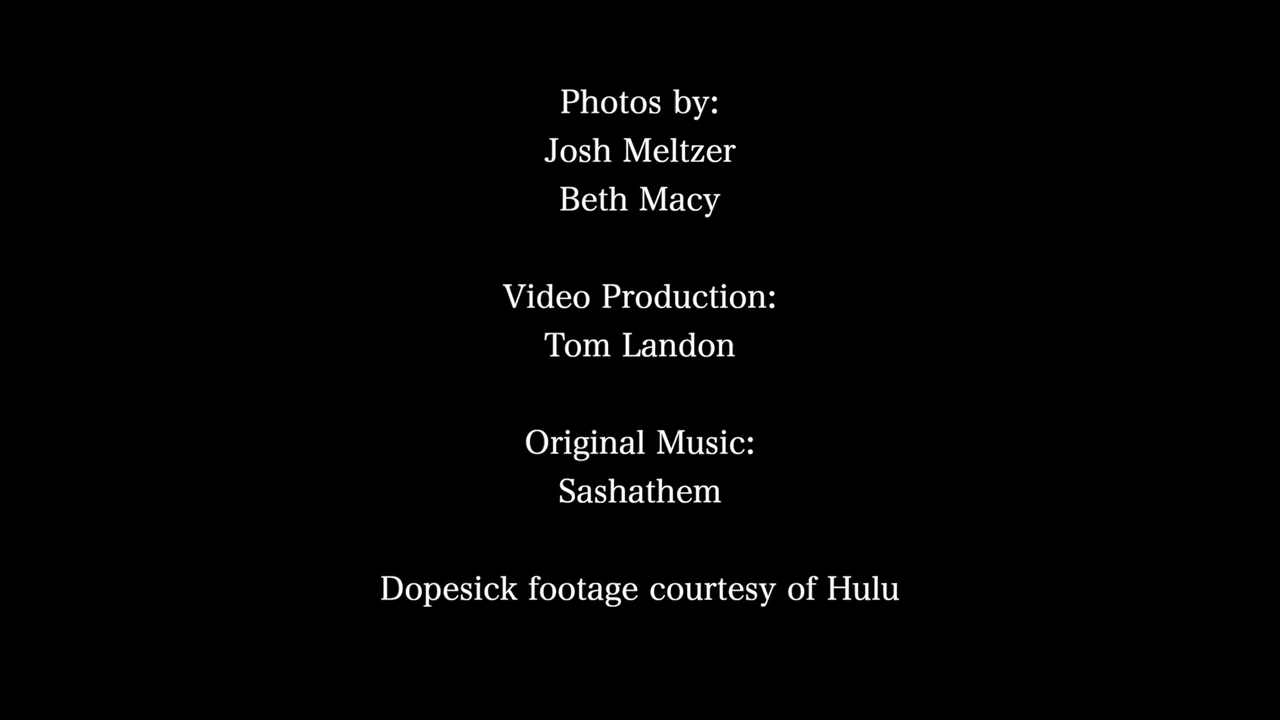 Photos by:
Josh Meltzer
Beth Macy
Video Production:
Tom Landon
Original Music:
Sashathem
Dopesick footage courtesy of Hulu